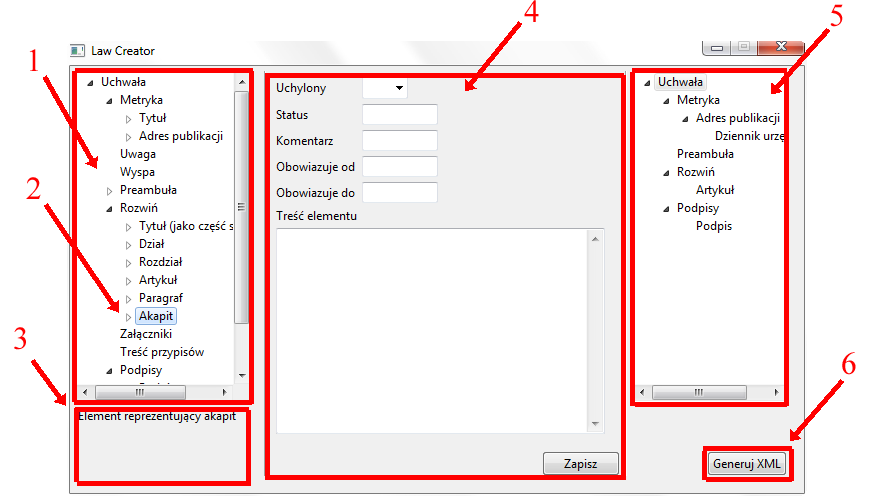 Law Creator
1
2
3
4
5
6
Uchwała
Metryka
Tytuł
Adres publikacji
Uwaga
Wyspa
Preambuła
Rozwiń
Tytuł (jako część s
Dział
Rozdział
Artykuł
Paragraf
Akapit
Załączniki
Treść przypisów
Podpisy
Element reprezentujący akapit
Uchylony
Status
Komentarz
Obowiazuje od
Obowiazuje do
Treść elementu
Zapisz
Uchwała
Metryka
Adres publikacji
Dziennik urzę
Preambuła
Rozwiń
Artykuł
Podpisy
Podpis
Generuj XML